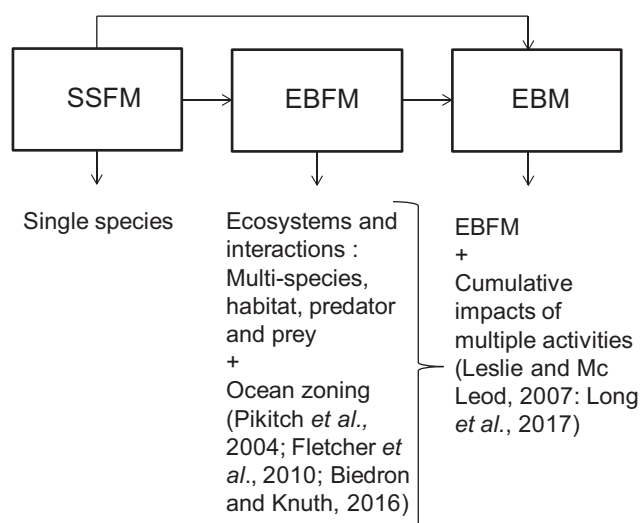 SSFM
EBFM
EBM
Single species
Ecosystems and
interactions :
Multi-species,
habitat, predator
and prey
+
Ocean zoning
(Pikitch et al.,
2004; Fletcher et
al., 2010; Biedron
and Knuth, 2016)
EBFM
+
Cumulative
impacts of
multiple activities
(Leslie and Mc
Leod, 2007: Long
et al., 2017)